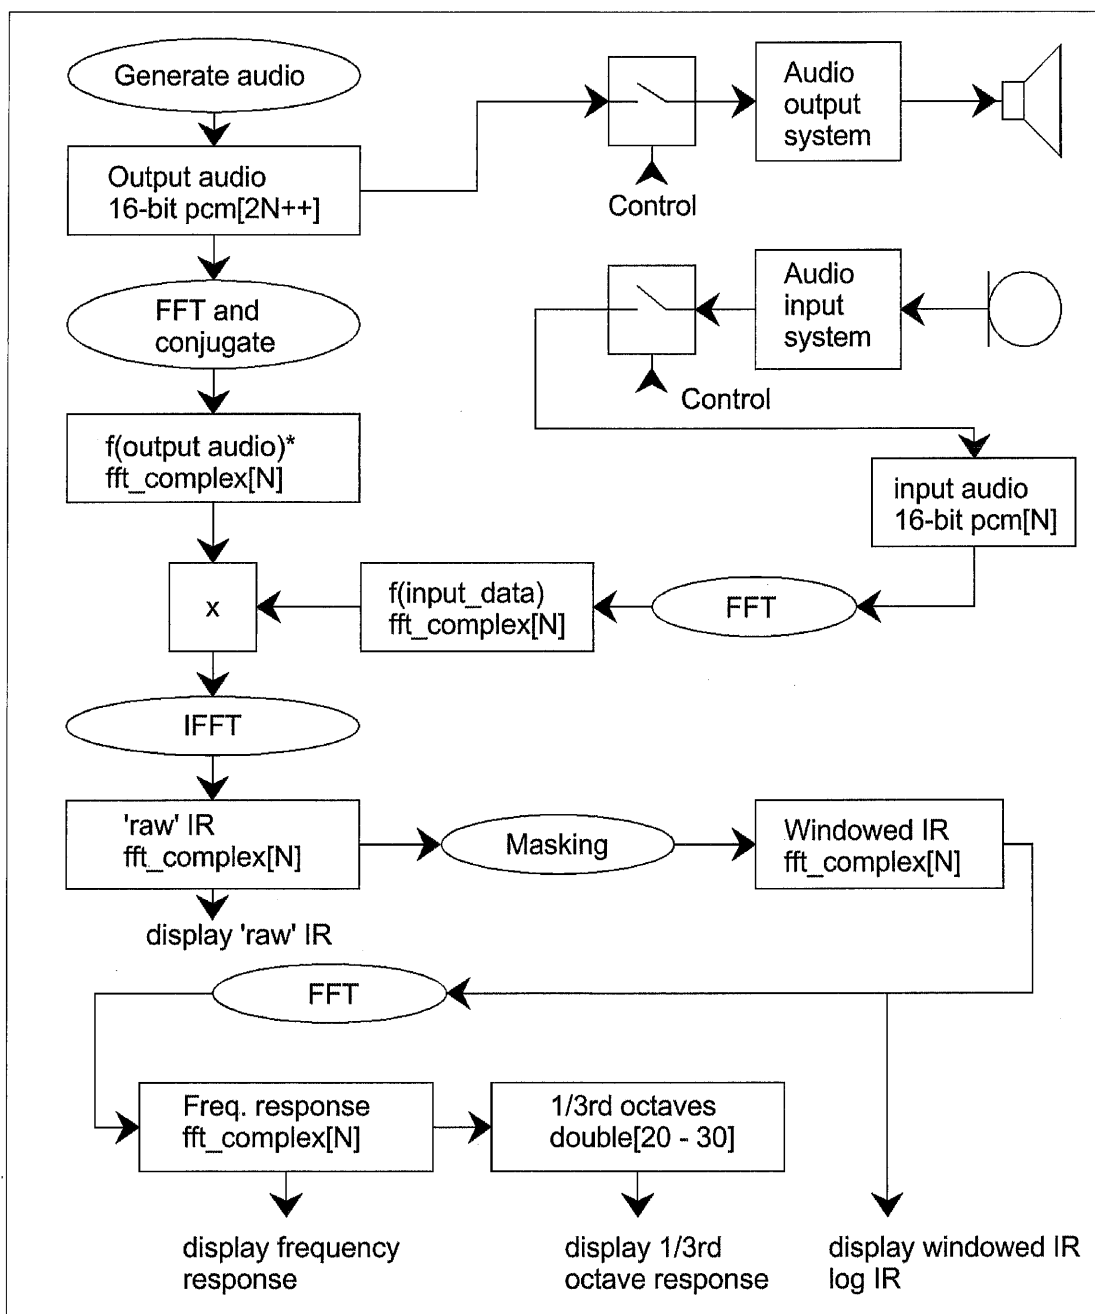 Generate audio
Output audio
16-bit pcm[2N++]
Audio
output
system
Control
FFT and
conjugate
Audio
input
system
Control
f(output audio)*
fft_complex[N]
input audio
16-bit pcm[N]
x
f(input_data)
fft_complex[N]
FFT
IFFT
'raw' IR
fft_complex[N]
Masking
Windowed IR
fft_complex[N]
display 'raw' IR
FFT
Freq. response
fft_complex[N]
1/3rd octaves
double[20 - 30]
display frequency
response
display 1/3rd
octave response
display windowed IR
log IR